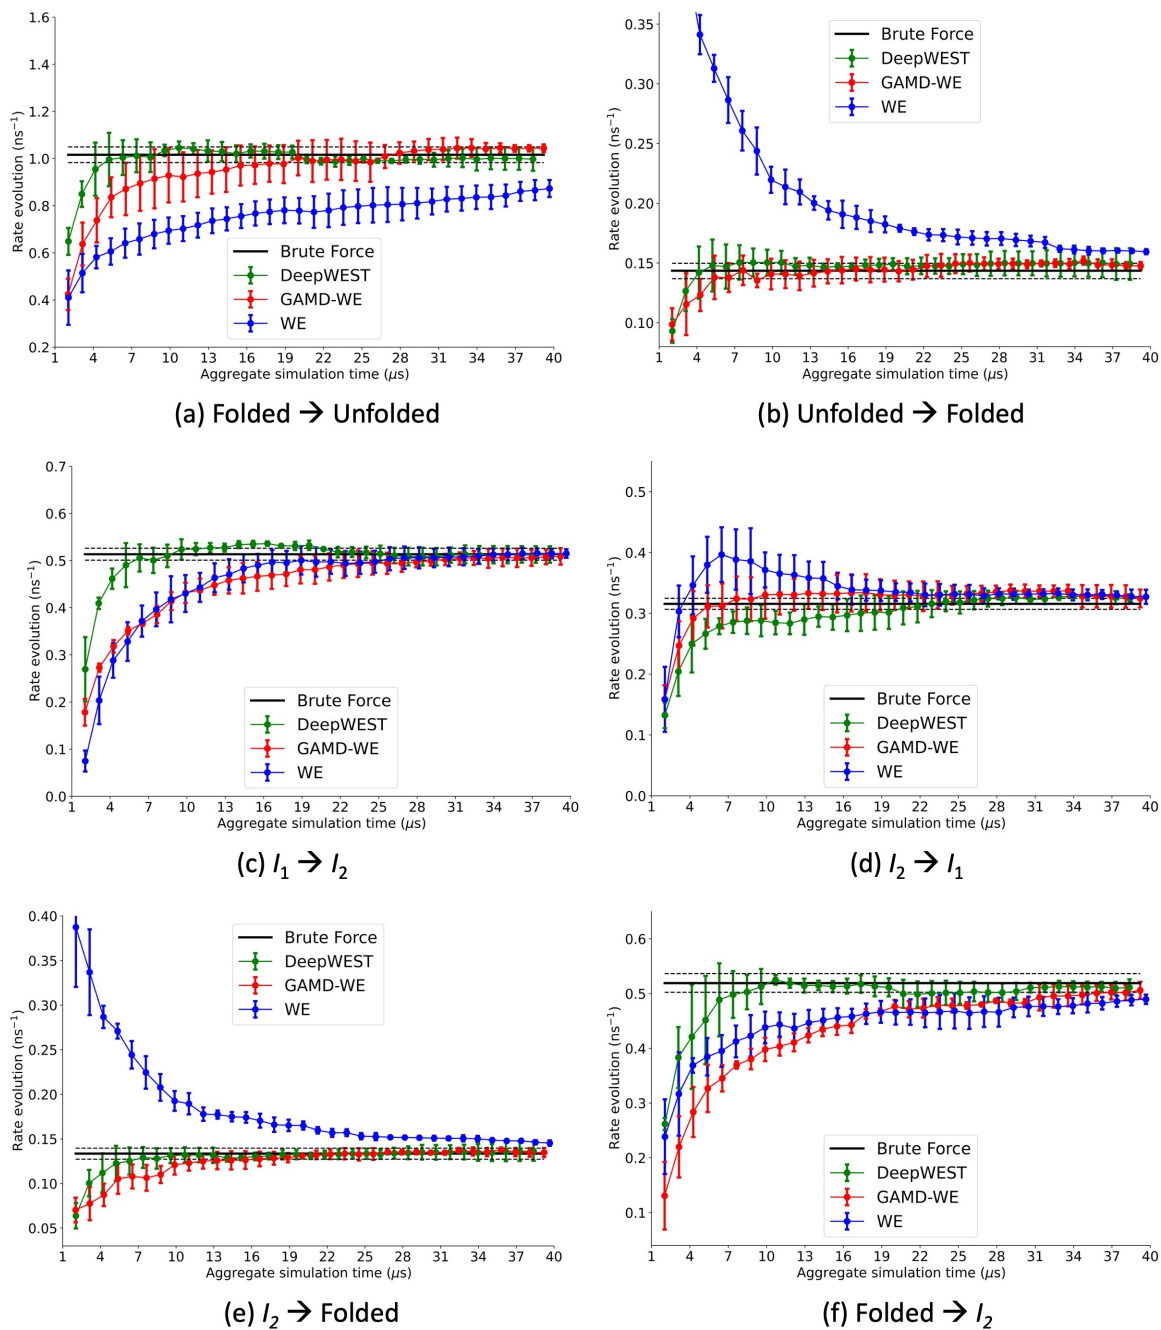 1.6
1.4
1.2
1.0
0.8
0.6
0.4
0.2
Rate evolution (ns⁻¹)
Brute Force
DeepWEST
GAMD-WE
WE
1 4 7 10 13 16 19 22 25 28 31 34 37 40
Aggregate simulation time (μs)
(a) Folded → Unfolded
0.35
0.30
0.25
0.20
0.15
0.10
Rate evolution (ns⁻¹)
Brute Force
DeepWEST
GAMD-WE
WE
1 4 7 10 13 16 19 22 25 28 31 34 37 40
Aggregate simulation time (μs)
(b) Unfolded → Folded
0.7
0.6
0.5
0.4
0.3
0.2
0.1
0.0
Rate evolution (ns⁻¹)
Brute Force
DeepWEST
GAMD-WE
WE
1 4 7 10 13 16 19 22 25 28 31 34 37 40
Aggregate simulation time (μs)
(c) I₁ → I₂
0.5
0.4
0.3
0.2
0.1
0.0
Rate evolution (ns⁻¹)
Brute Force
DeepWEST
GAMD-WE
WE
1 4 7 10 13 16 19 22 25 28 31 34 37 40
Aggregate simulation time (μs)
(d) I₂ → I₁
0.40
0.35
0.30
0.25
0.20
0.15
0.10
0.05
Rate evolution (ns⁻¹)
Brute Force
DeepWEST
GAMD-WE
WE
1 4 7 10 13 16 19 22 25 28 31 34 37 40
Aggregate simulation time (μs)
(e) I₂ → Folded
0.6
0.5
0.4
0.3
0.2
0.1
Rate evolution (ns⁻¹)
Brute Force
DeepWEST
GAMD-WE
WE
1 4 7 10 13 16 19 22 25 28 31 34 37 40
Aggregate simulation time (μs)
(f) Folded → I₂